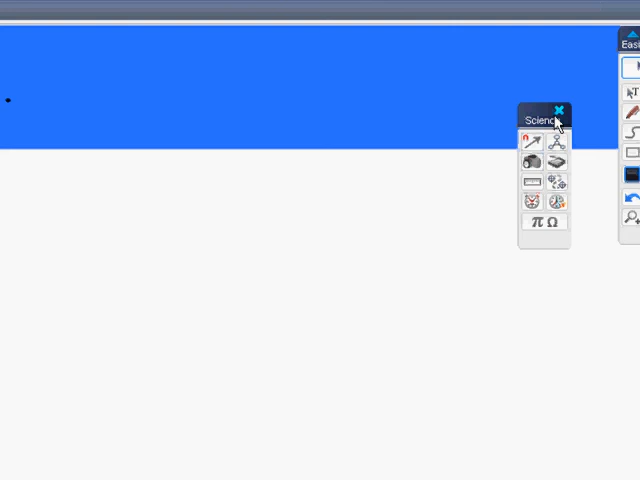 Easi
Scienc
T
π Ω